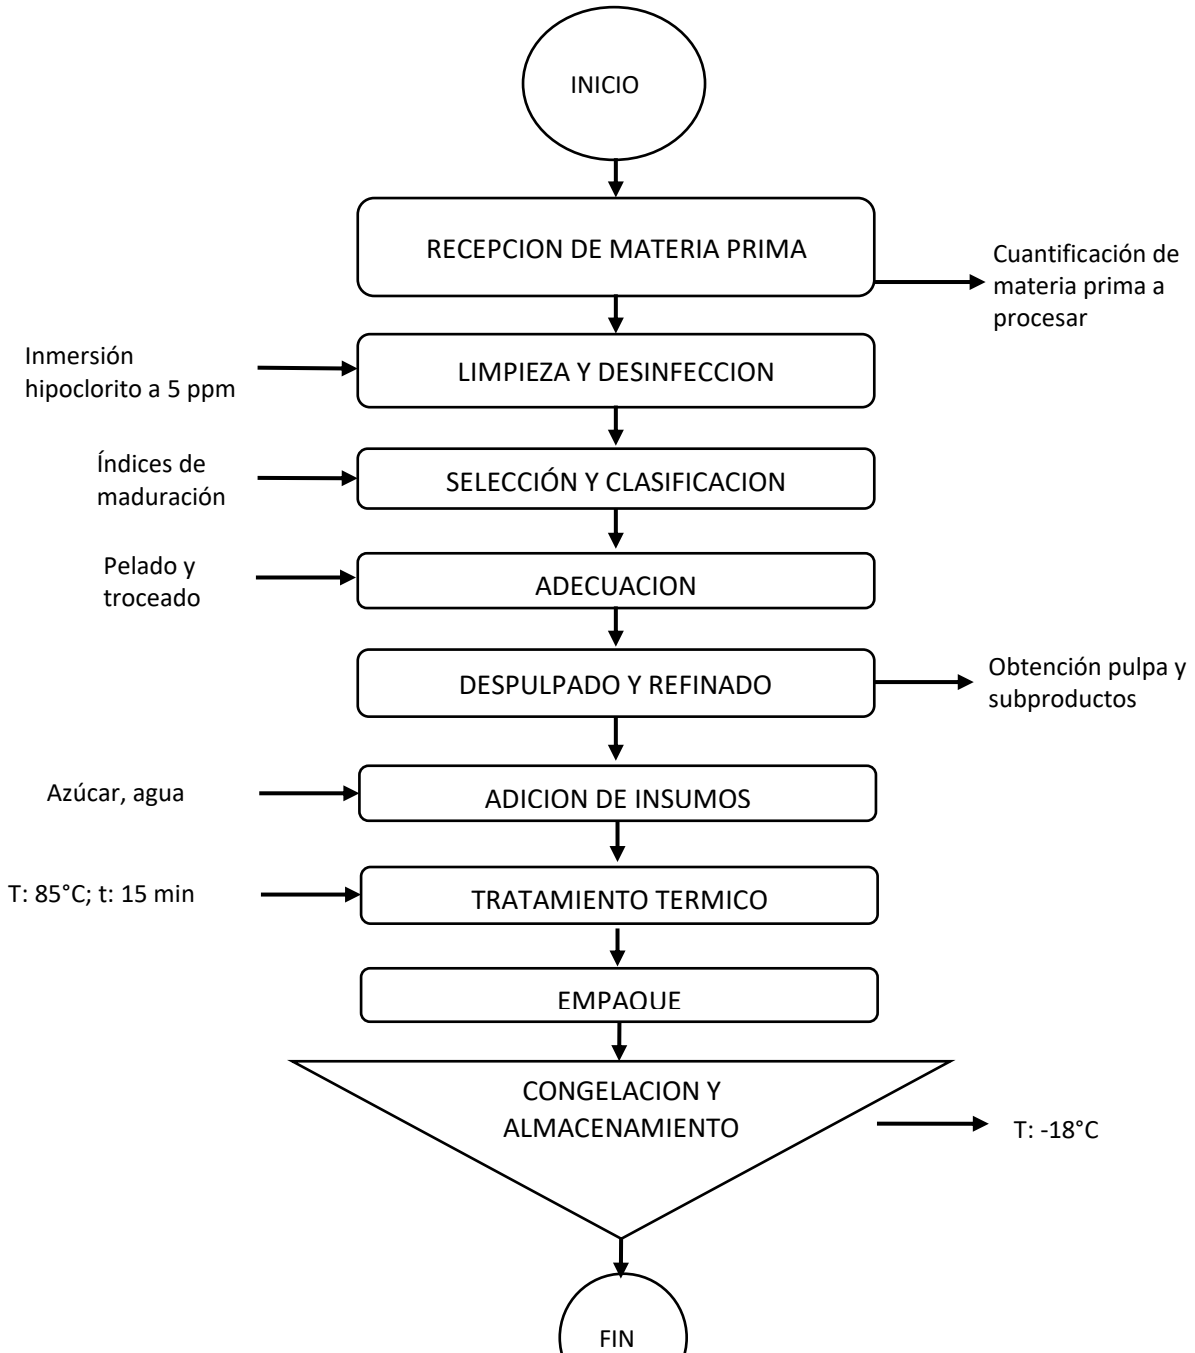 INICIO
RECEPCION DE MATERIA PRIMA
Cuantificación de
materia prima a
procesar
Inmersión
hipoclorito a 5 ppm
LIMPIEZA Y DESINFECCION
Índices de
maduración
SELECCIÓN Y CLASIFICACION
Pelado y
troceado
ADECUACION
DESPULPADO Y REFINADO
Obtención pulpa y
subproductos
Azúcar, agua
ADICION DE INSUMOS
T: 85°C; t: 15 min
TRATAMIENTO TERMICO
EMPAQUE
CONGELACION Y
ALMACENAMIENTO
T: -18°C
FIN